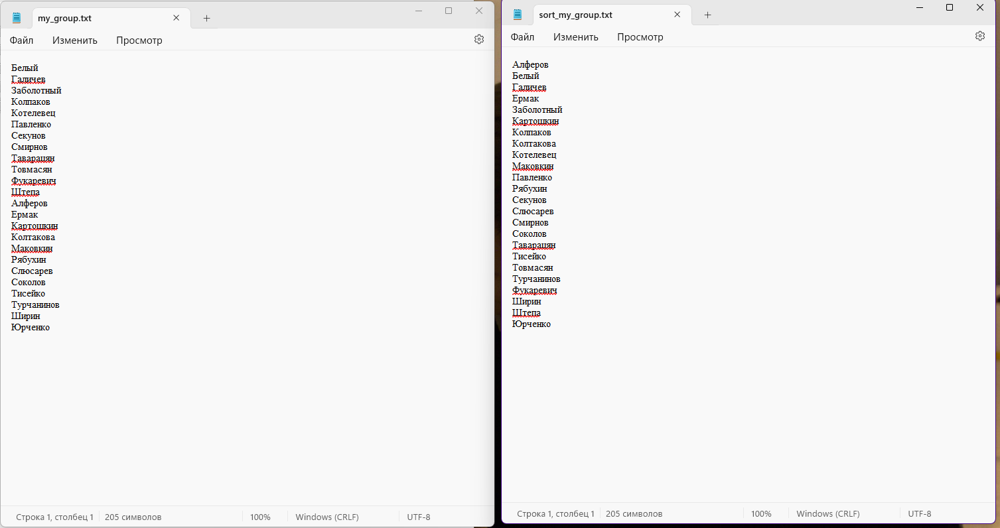 my_group.txt
Файл Изменить Просмотр
Белый
Галичев
Заболотный
Колпаков
Котелевец
Павленко
Секунов
Смирнов
Таварацян
Товмасян
Фукаревич
Штепа
Алферов
Ермак
Картошкин
Колтакова
Маковкин
Рябухин
Слюсарев
Соколов
Тисейко
Турчанинов
Ширин
Юрченко
Строка 1, столбец 1 205 символов 100% Windows (CRLF) UTF-8
sort_my_group.txt
Файл Изменить Просмотр
Алферов
Белый
Галичев
Ермак
Заболотный
Картошкин
Колпаков
Колтакова
Котелевец
Маковкин
Павленко
Рябухин
Секунов
Слюсарев
Смирнов
Соколов
Таварацян
Тисейко
Товмасян
Турчанинов
Фукаревич
Ширин
Штепа
Юрченко
Строка 1, столбец 1 205 символов 100% Windows (CRLF) UTF-8